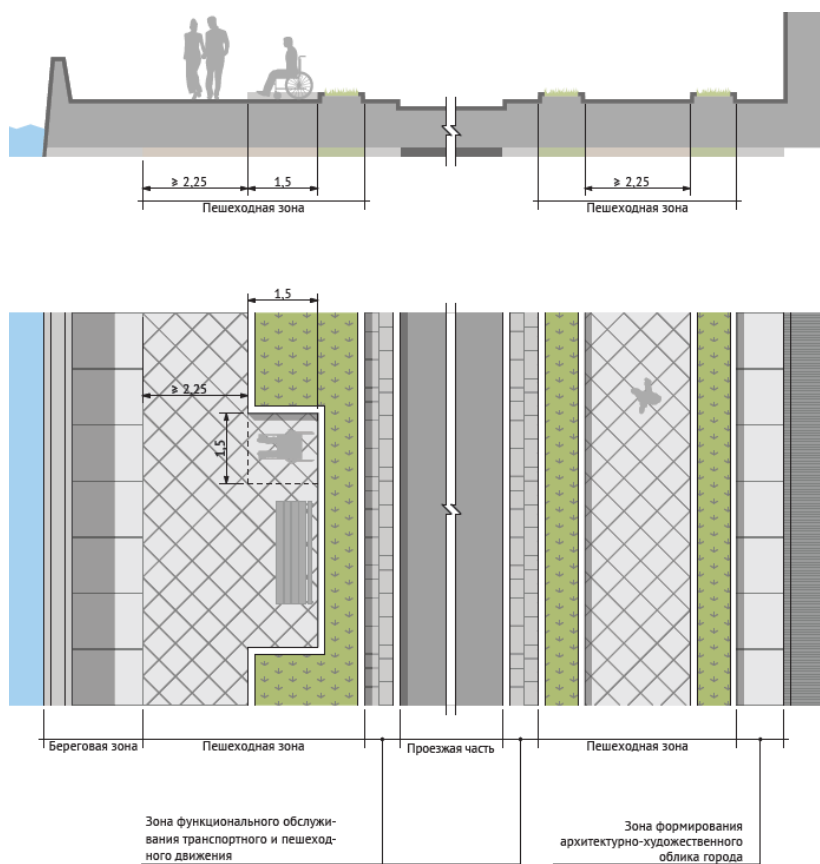 ≥ 2,25
1,5
≥ 2,25
Пешеходная зона
Пешеходная зона
1,5
≥ 2,25
1,5
Береговая зона
Пешеходная зона
Проезжая часть
Пешеходная зона
Зона функционального обслужи-
вания транспортного и пешеход-
ного движения
Зона формирования
архитектурно-художественного
облика города